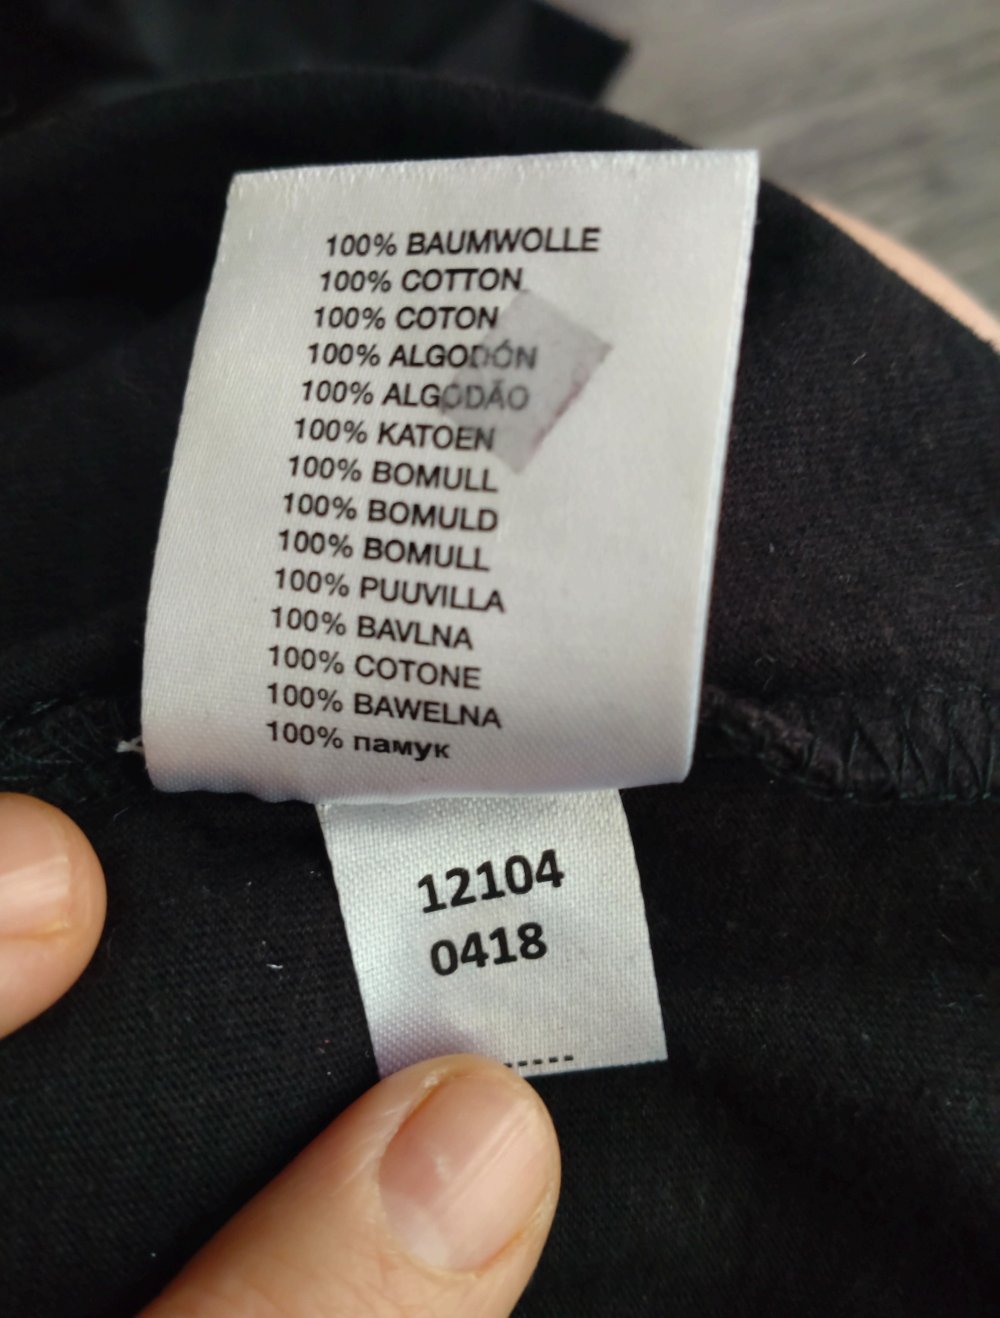 100% BAUMWOLLE
100% COTTON
100% COTON
100% ALGODÓN
100% ALGODÃO
100% KATOEN
100% BOMULL
100% BOMULD
100% BOMULL
100% PUUVILLA
100% BAVLNA
100% COTONE
100% BAWELNA
100% памук
12104
0418